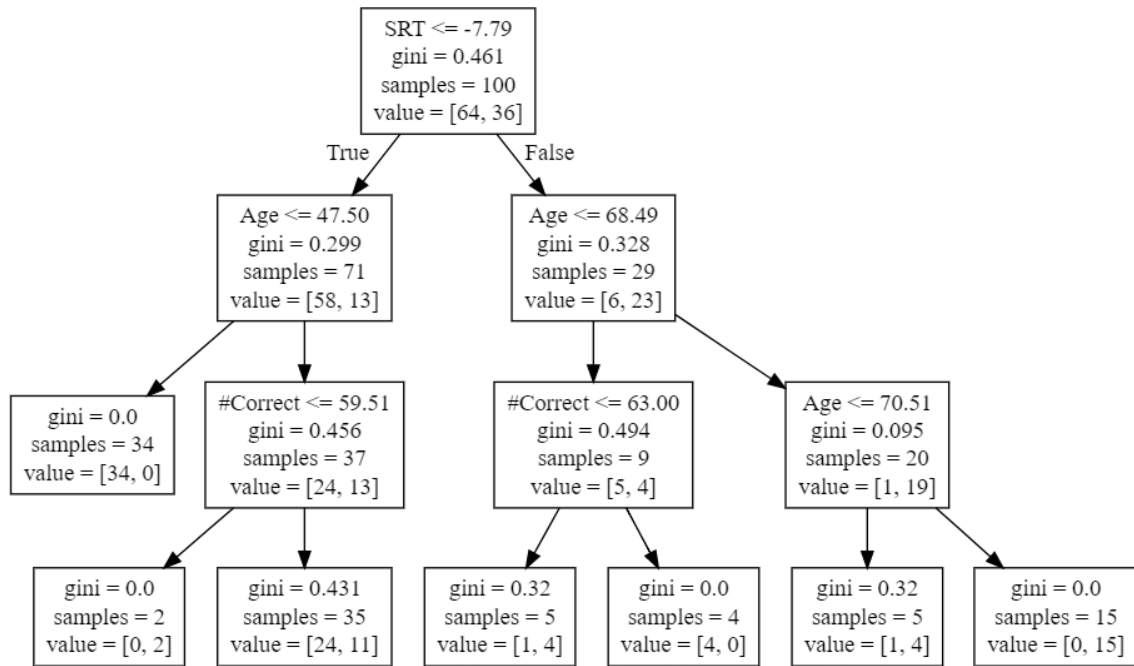 SRT <= -7.79
gini = 0.461
samples = 100
value = [64, 36]
True
False
Age <= 47.50
gini = 0.299
samples = 71
value = [58, 13]
Age <= 68.49
gini = 0.328
samples = 29
value = [6, 23]
gini = 0.0
samples = 34
value = [34, 0]
#Correct <= 59.51
gini = 0.456
samples = 37
value = [24, 13]
#Correct <= 63.00
gini = 0.494
samples = 9
value = [5, 4]
Age <= 70.51
gini = 0.095
samples = 20
value = [1, 19]
gini = 0.0
samples = 2
value = [0, 2]
gini = 0.431
samples = 35
value = [24, 11]
gini = 0.32
samples = 5
value = [1, 4]
gini = 0.0
samples = 4
value = [4, 0]
gini = 0.32
samples = 5
value = [1, 4]
gini = 0.0
samples = 15
value = [0, 15]